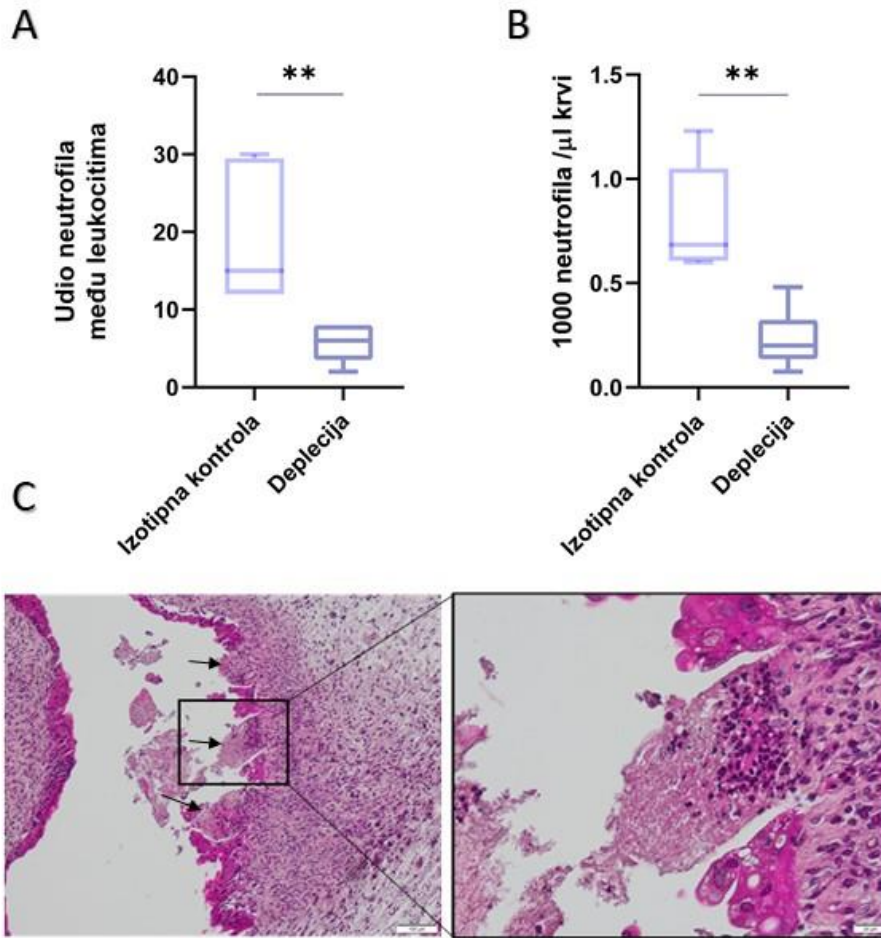 A
B
40
30
20
10
0
Udio neutrofila
među leukocitima
**
Izotipna kontrola
Deplecija
1.5
1.0
0.5
0.0
1000 neutrofila /µl krvi
**
Izotipna kontrola
Deplecija
C